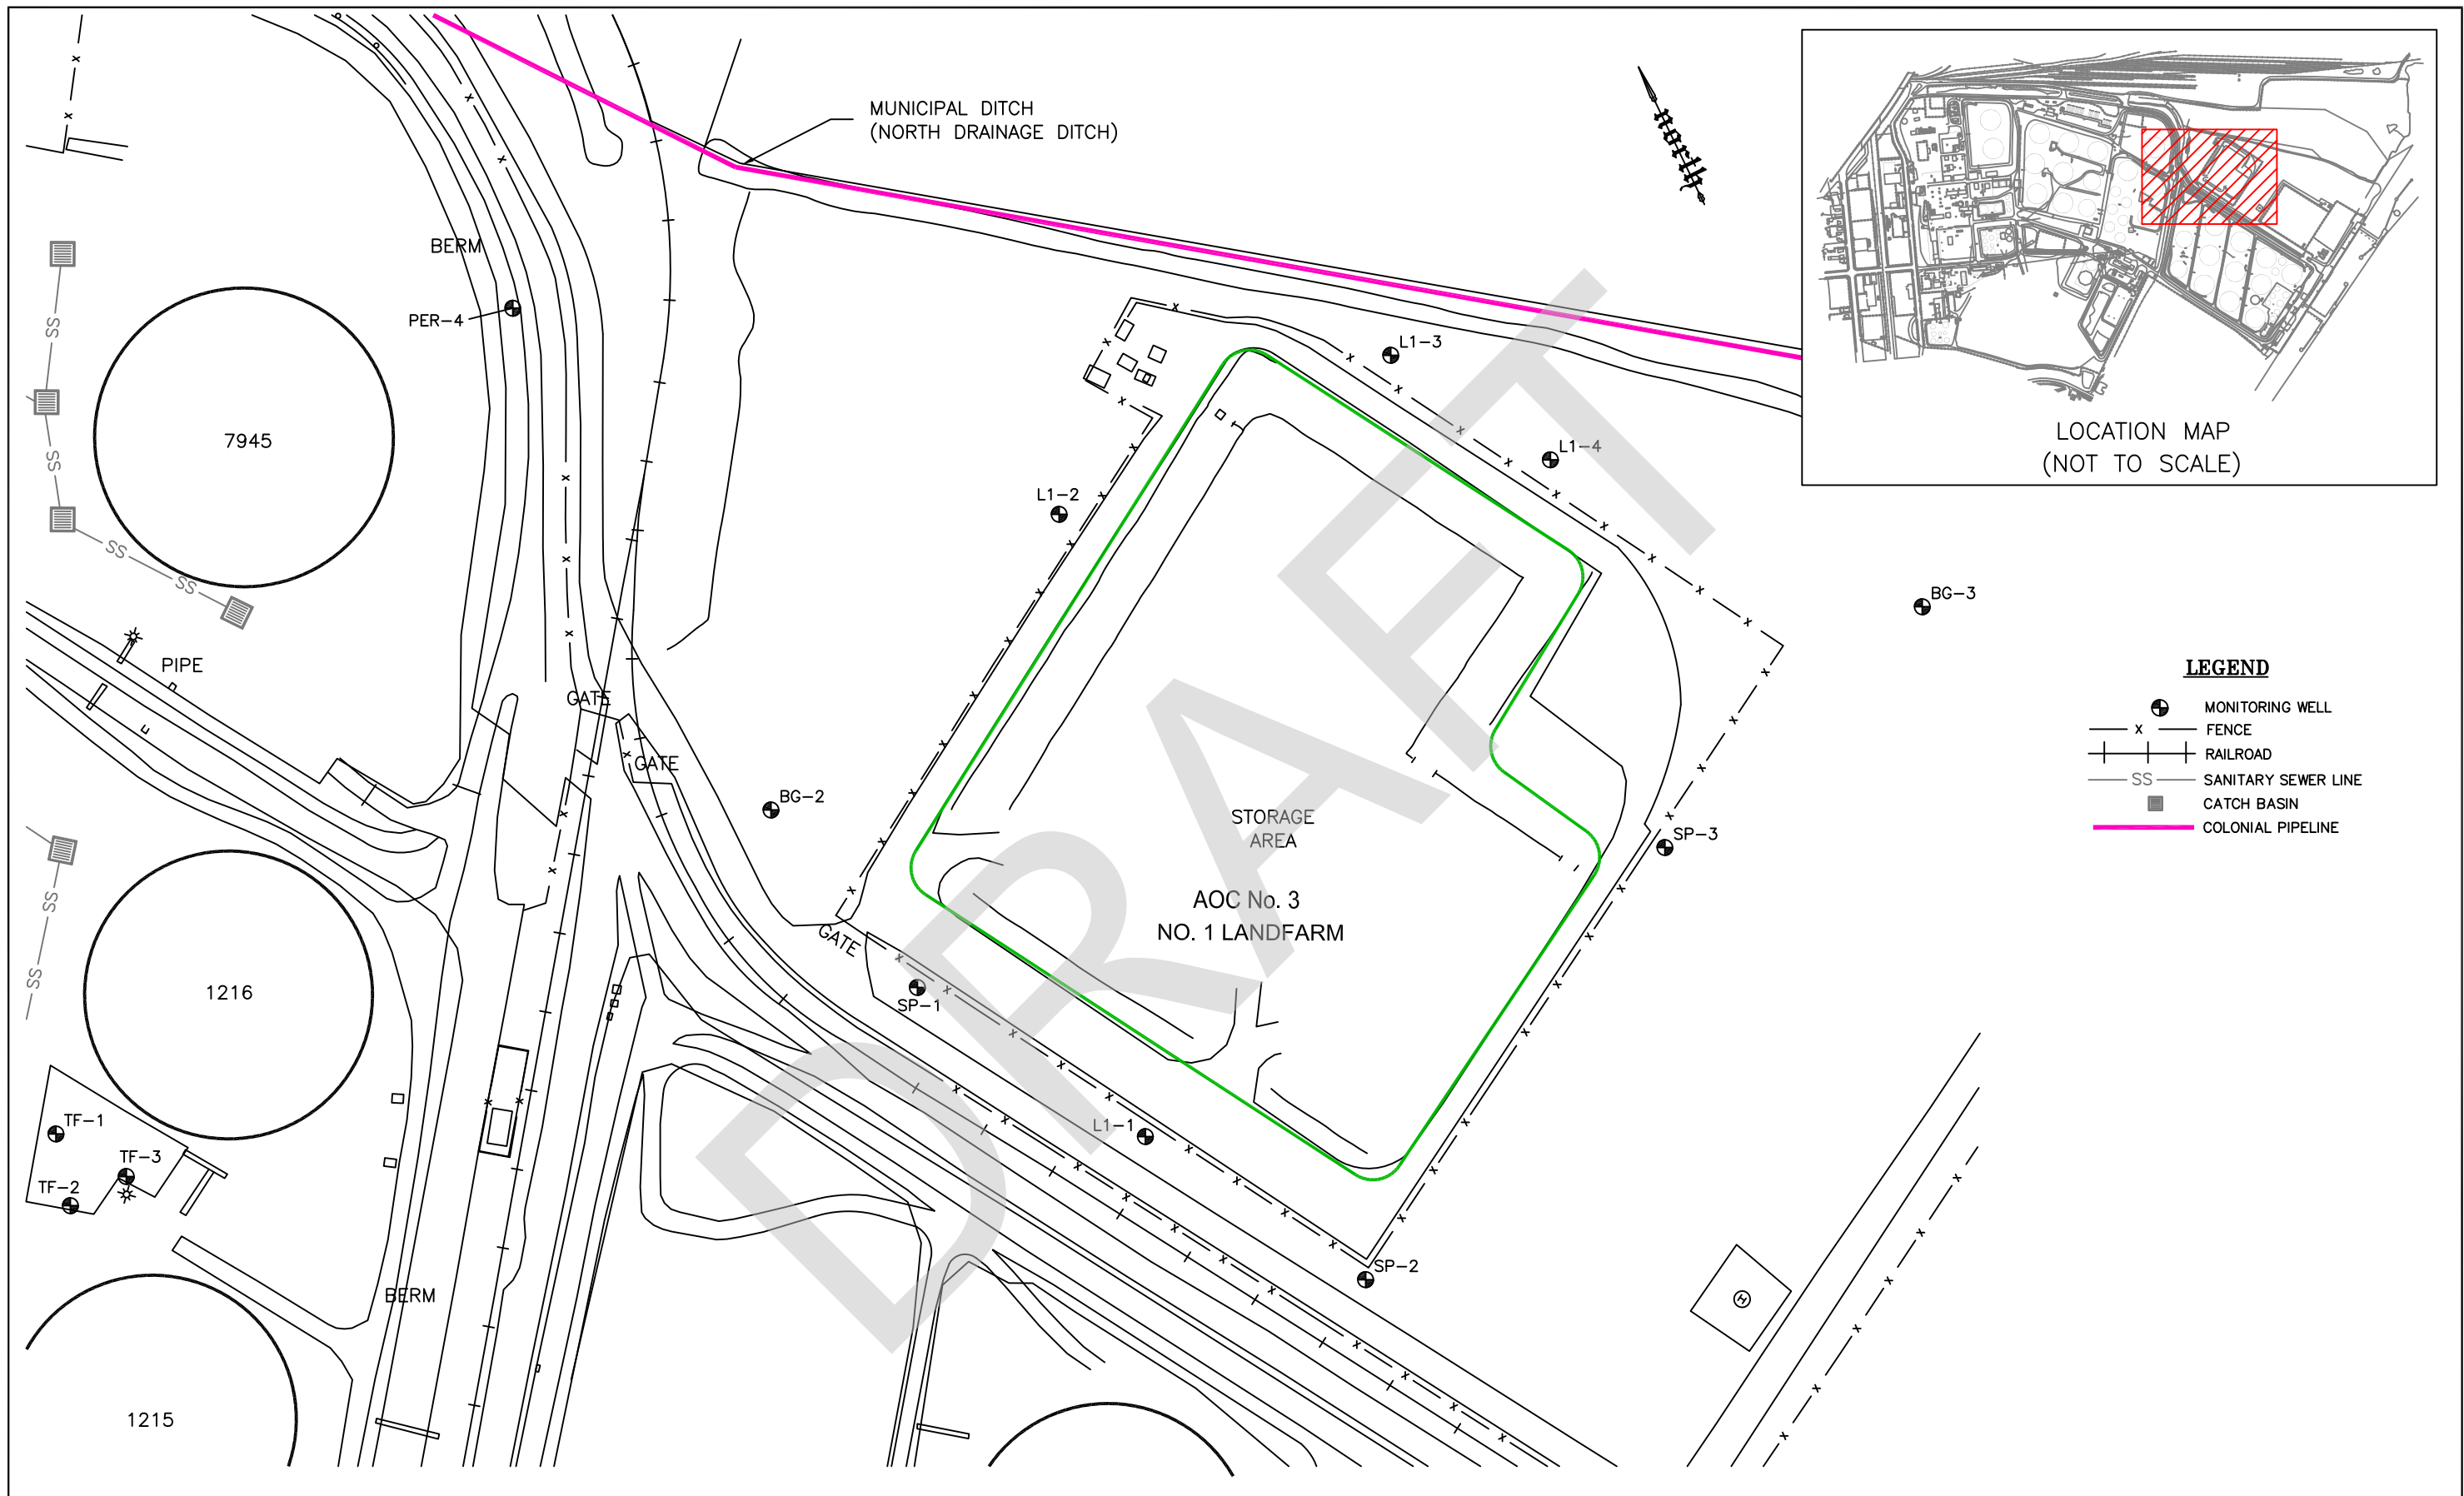 MUNICIPAL DITCH
(NORTH DRAINAGE DITCH)
north
LOCATION MAP
(NOT TO SCALE)
BERM
PER-4
SS
SS
SS
SS
7945
L1-3
L1-4
L1-2
BG-3
PIPE
GATE
GATE
BG-2
STORAGE
AREA
SP-3
AOC No. 3
NO. 1 LANDFARM
GATE
SP-1
SS
SS
1216
L1-1
TF-1
TF-3
TF-2
SP-2
H
BERM
1215
DRAFT
LEGEND
MONITORING WELL
x FENCE
RAILROAD
SS SANITARY SEWER LINE
CATCH BASIN
COLONIAL PIPELINE